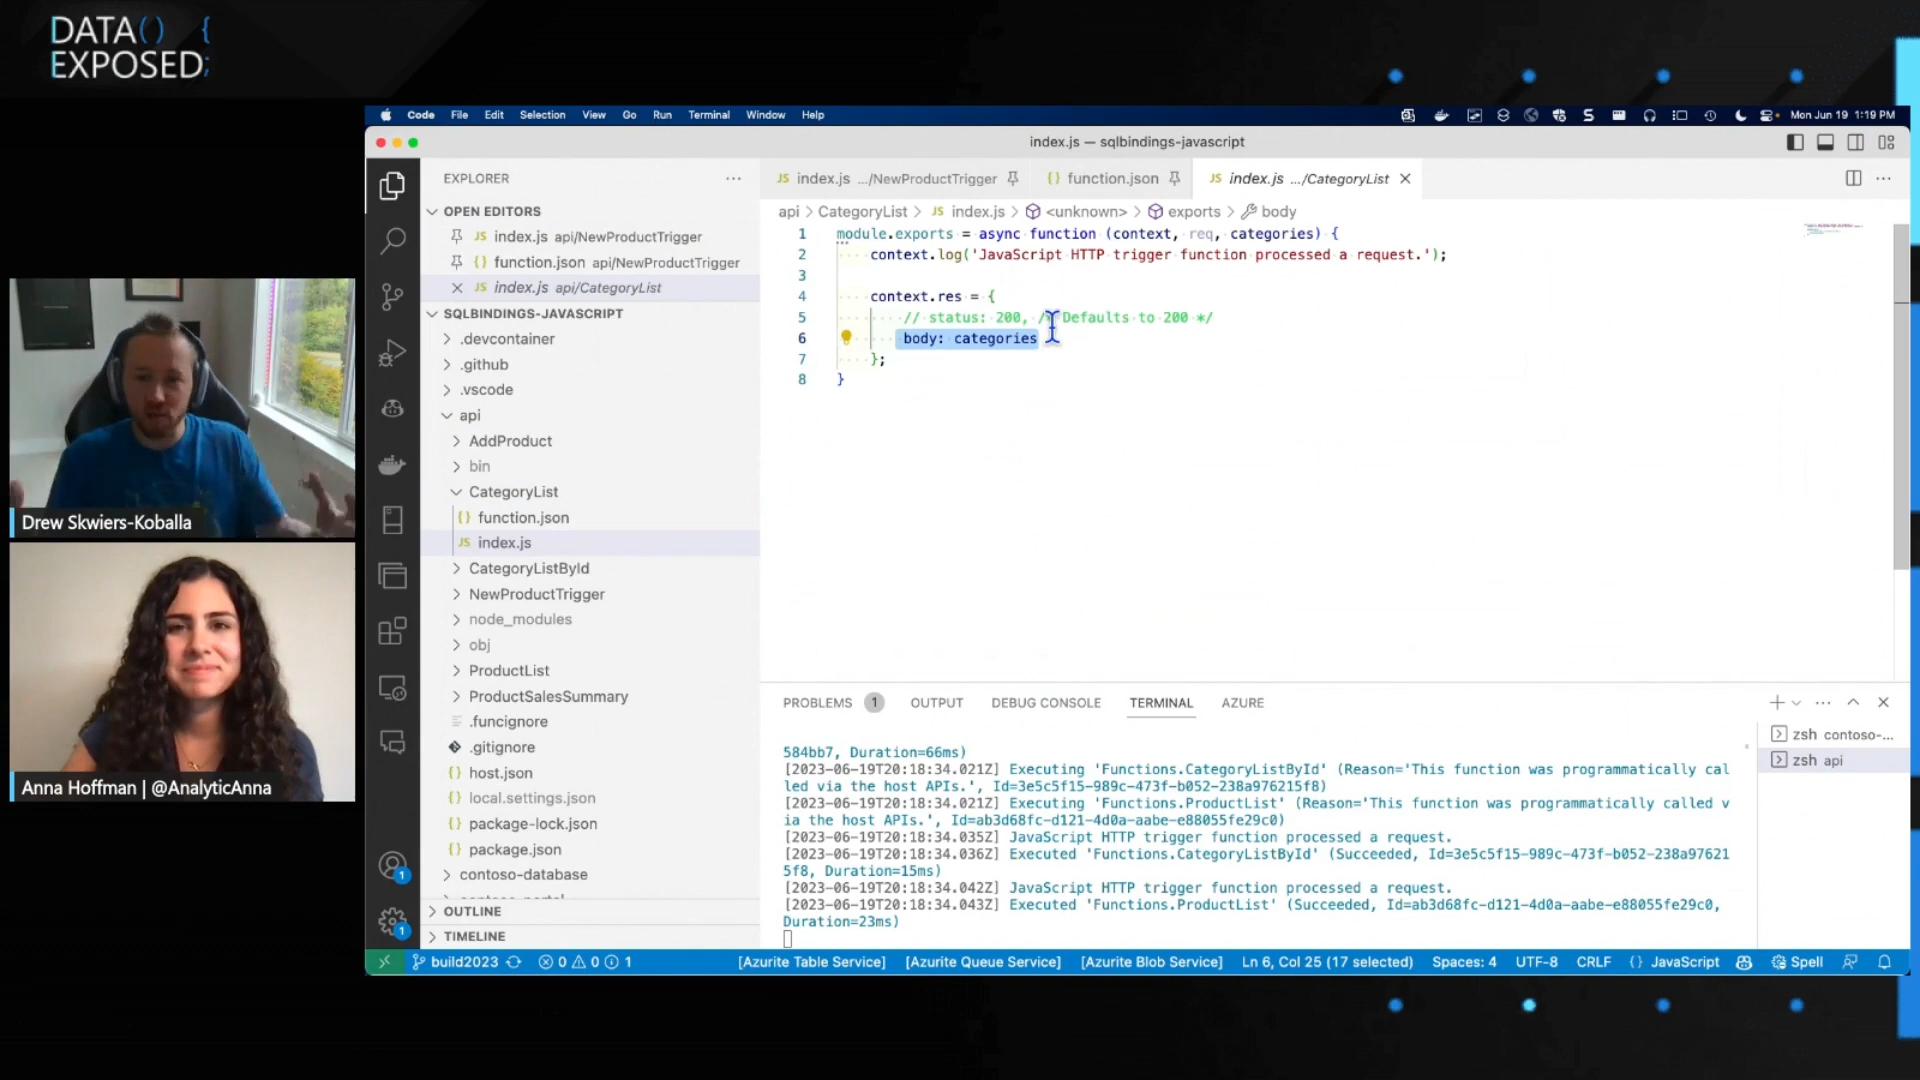 DATA() {
EXPOSED;
Code File Edit Selection View Go Run Terminal Window Help
Mon Jun 19 1:19 PM
index.js — sqlbindings-javascript
EXPLORER
OPEN EDITORS
JS index.js api/NewProductTrigger
{} function.json api/NewProductTrigger
JS index.js api/CategoryList
SQLBINDINGS-JAVASCRIPT
.devcontainer
.github
.vscode
api
AddProduct
bin
CategoryList
{} function.json
JS index.js
CategoryListById
NewProductTrigger
node_modules
obj
ProductList
ProductSalesSummary
.funcignore
.gitignore
{} host.json
{} local.settings.json
{} package-lock.json
{} package.json
contoso-database
OUTLINE
TIMELINE
JS index.js .../NewProductTrigger
{} function.json
JS index.js .../CategoryList
api > CategoryList > JS index.js > <unknown> > exports > body
1 module.exports = async function (context, req, categories) {
2 context.log('JavaScript HTTP trigger function processed a request.');
3
4 context.res = {
5 // status: 200, /* Defaults to 200 */
6 body: categories
7 };
8 }
PROBLEMS 1 OUTPUT DEBUG CONSOLE TERMINAL AZURE
584bb7, Duration=66ms)
[2023-06-19T20:18:34.021Z] Executing 'Functions.CategoryListById' (Reason='This function was programmatically cal
led via the host APIs.', Id=3e5c5f15-989c-473f-b052-238a976215f8)
[2023-06-19T20:18:34.021Z] Executing 'Functions.ProductList' (Reason='This function was programmatically called v
ia the host APIs.', Id=ab3d68fc-d121-4d0a-aabe-e88055fe29c0)
[2023-06-19T20:18:34.035Z] JavaScript HTTP trigger function processed a request.
[2023-06-19T20:18:34.036Z] Executed 'Functions.CategoryListById' (Succeeded, Id=3e5c5f15-989c-473f-b052-238a97621
5f8, Duration=15ms)
[2023-06-19T20:18:34.042Z] JavaScript HTTP trigger function processed a request.
[2023-06-19T20:18:34.043Z] Executed 'Functions.ProductList' (Succeeded, Id=ab3d68fc-d121-4d0a-aabe-e88055fe29c0,
Duration=23ms)
zsh contoso-...
zsh api
1
1
build2023 0 0 1 [Azurite Table Service] [Azurite Queue Service] [Azurite Blob Service] Ln 6, Col 25 (17 selected) Spaces: 4 UTF-8 CRLF {} JavaScript Spell
Drew Skwiers-Koballa
Anna Hoffman | @AnalyticAnna